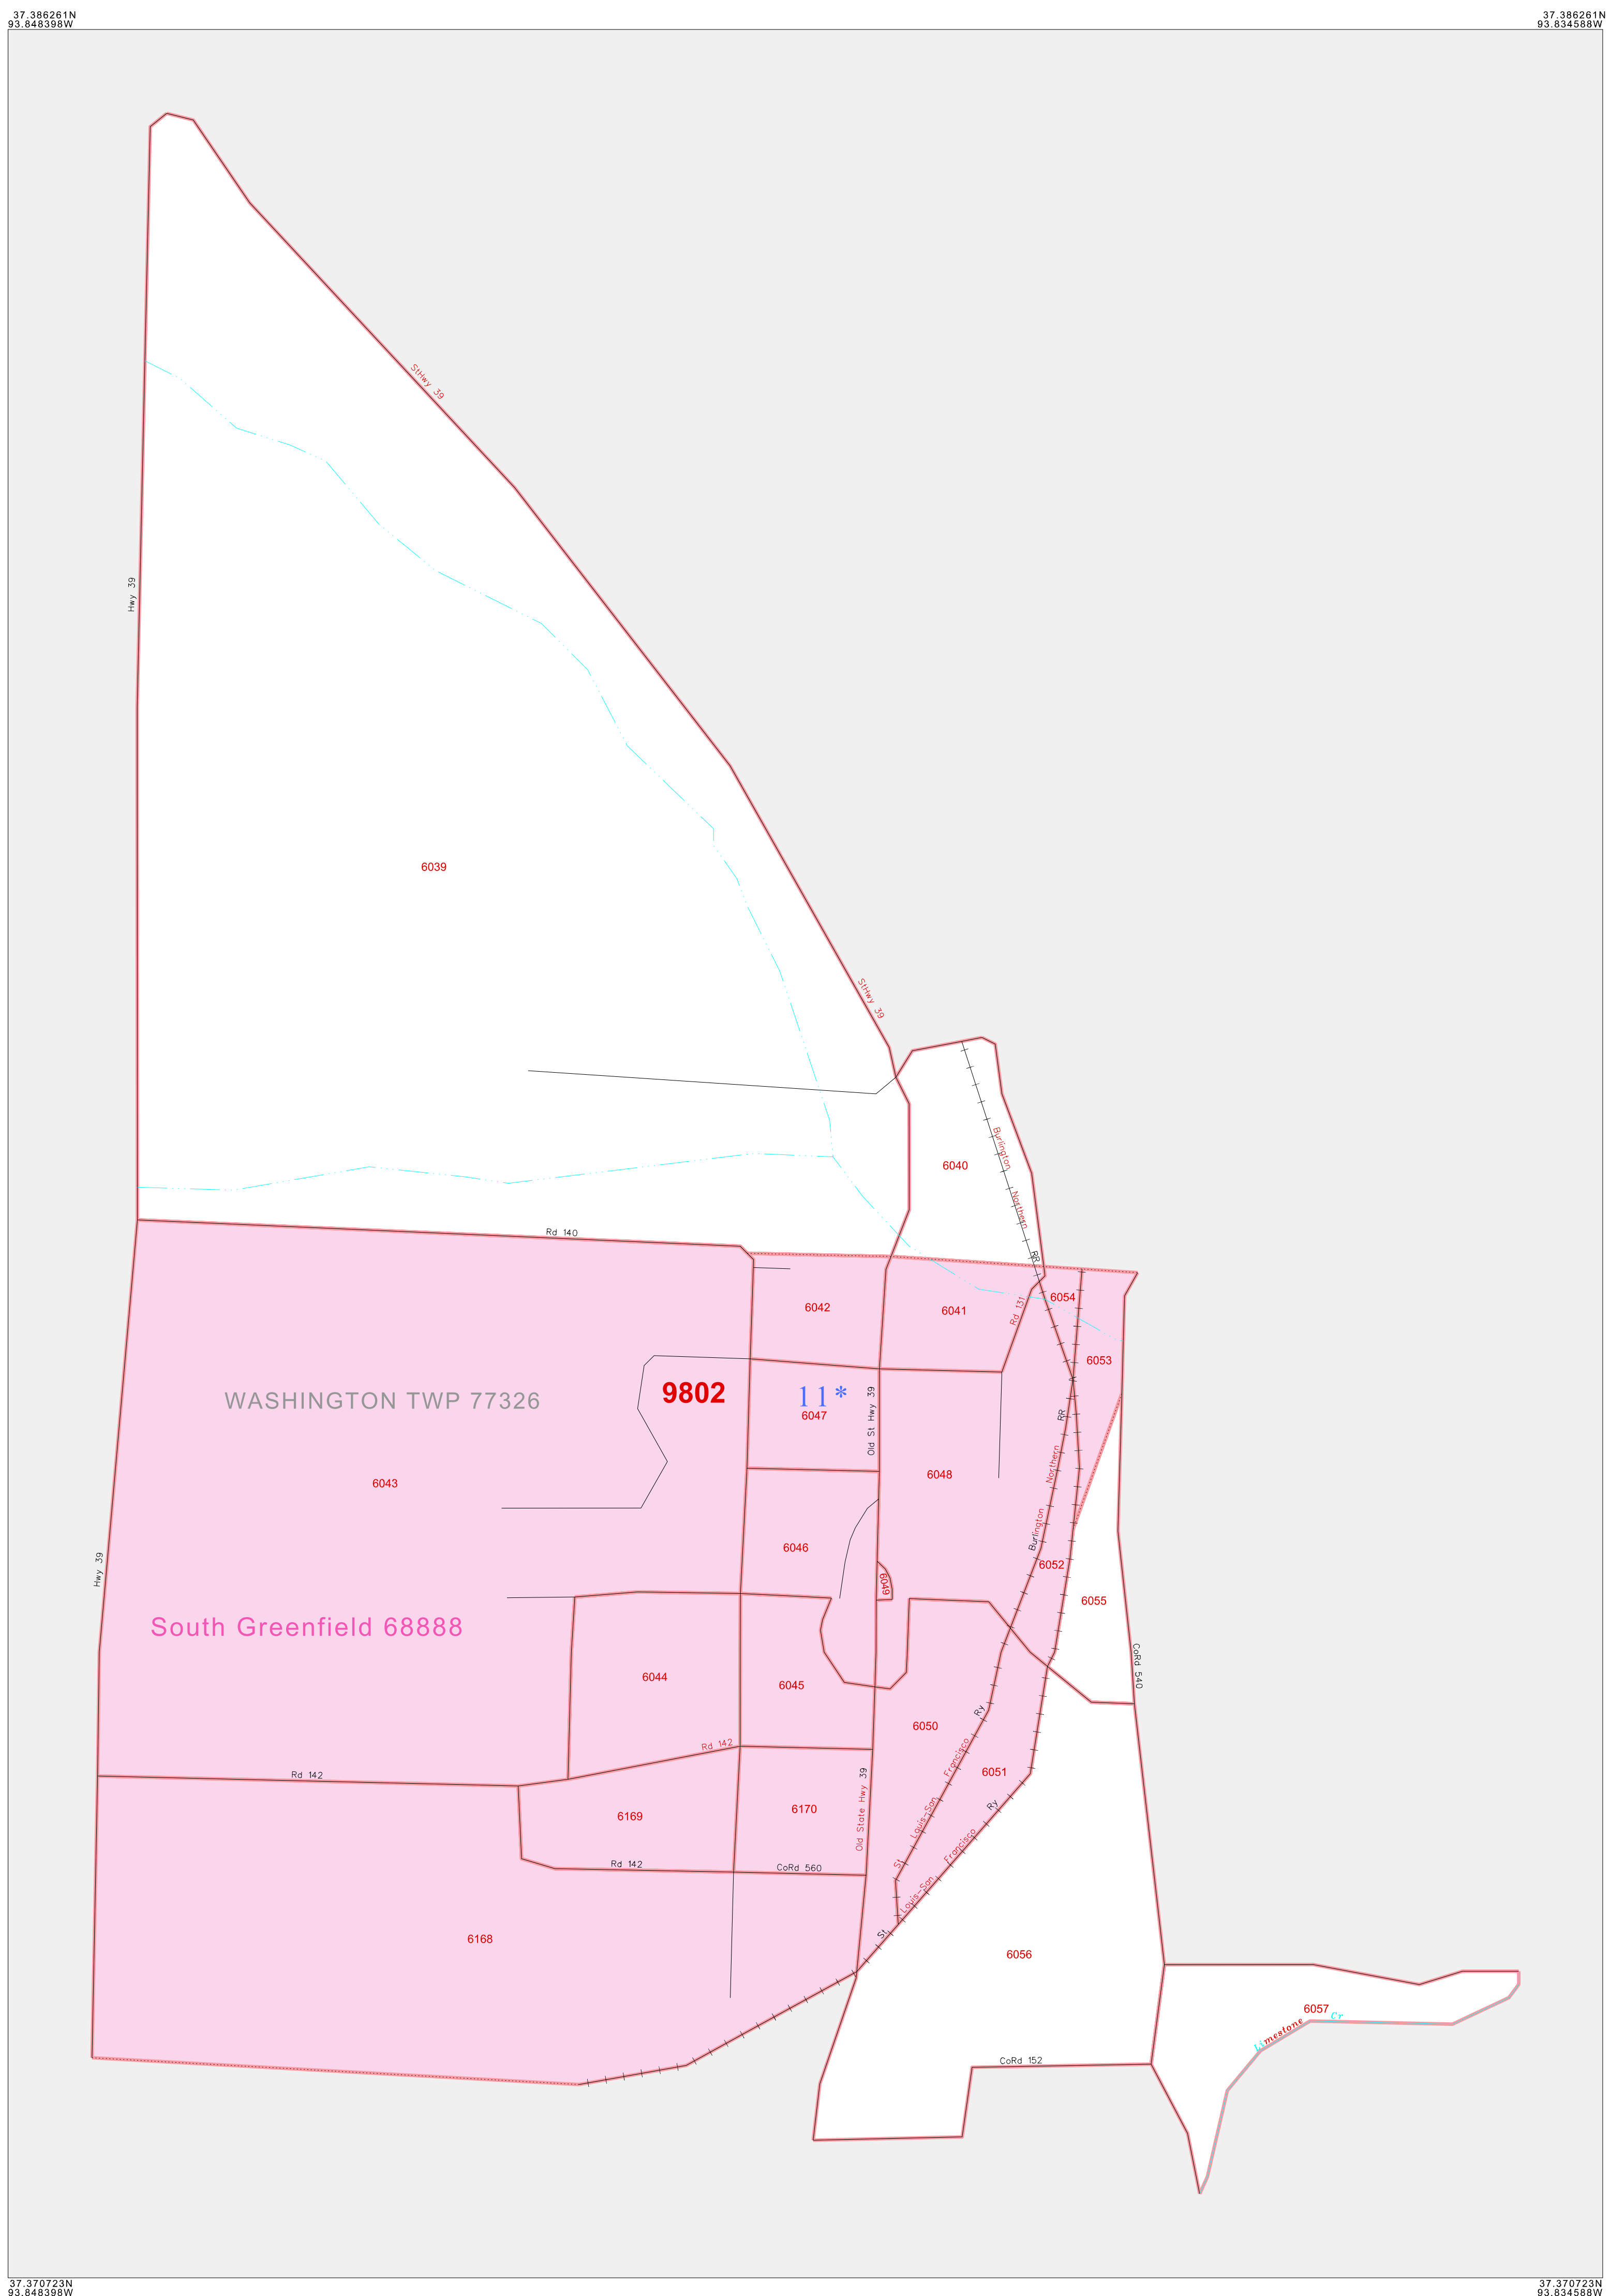 37.386261N
93.848398W
37.386261N
93.834588W
StHwy 39
Hwy 39
6039
StHwy 39
Burlington
Northern
RR
6040
Rd 140
6054
6042
6041
Rd 131
6053
WASHINGTON TWP 77326
9802
11*
6047
Old St Hwy 39
RR
Northern
Burlington
6043
6048
6046
6052
Hwy 39
6049
6055
South Greenfield 68888
CoRd 540
6044
6045
6050
Ry
Francisco
Louis-San
St
Rd 142
Rd 142
6051
Ry
Francisco
Louis-San
St
6169
6170
Old State Hwy 39
Rd 142
CoRd 560
6168
6056
6057
Limestone Cr
CoRd 152
37.370723N
93.848398W
37.370723N
93.834588W